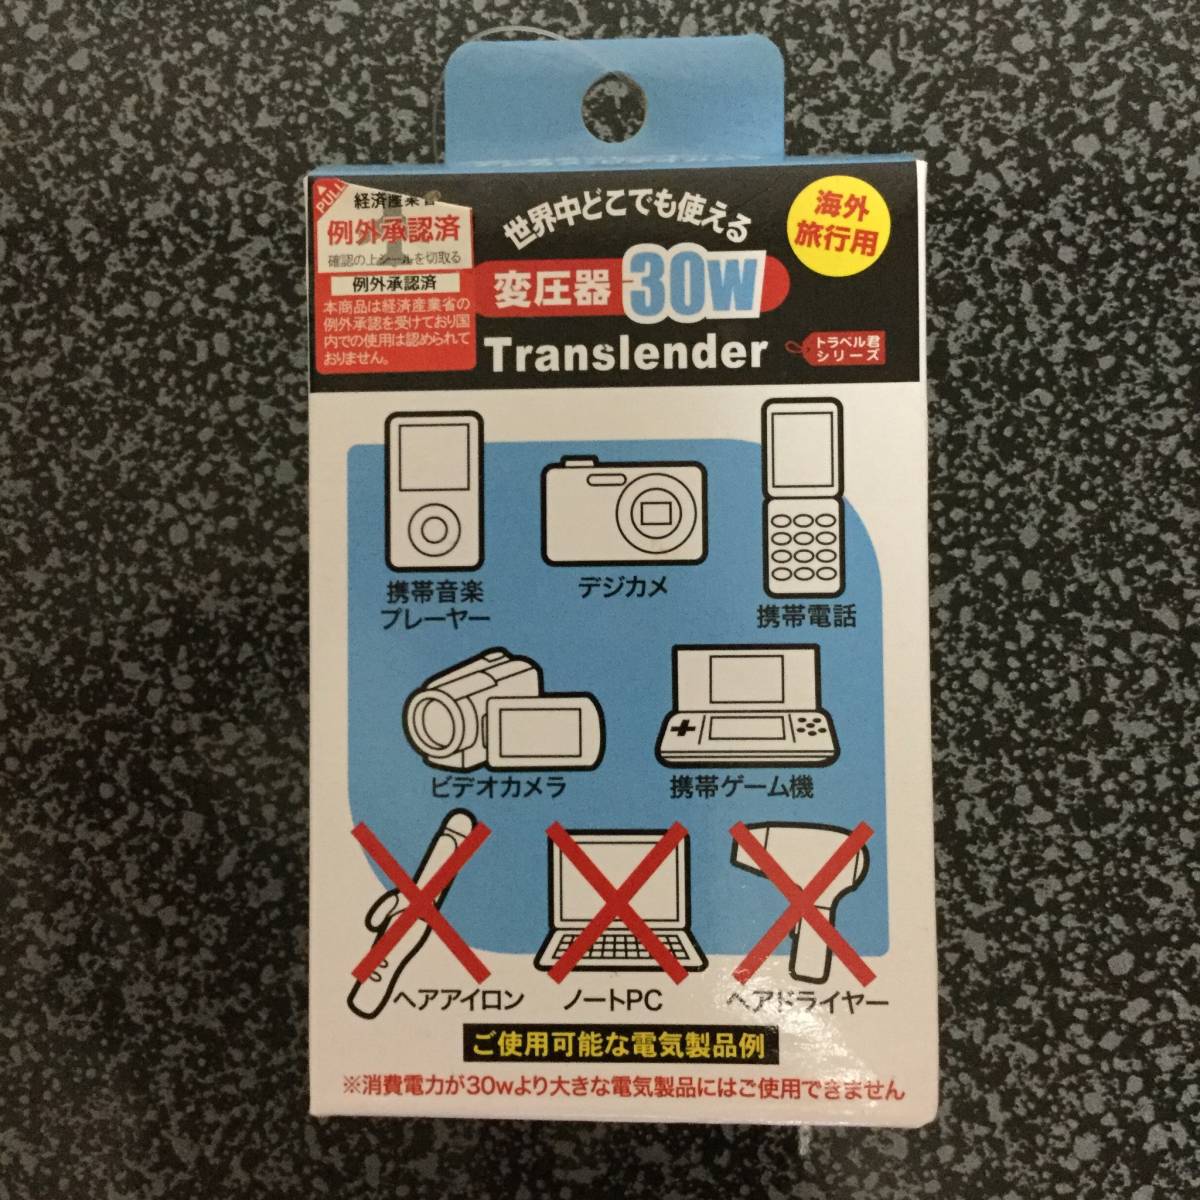 PULL
経済産業省
例外承認済
確認の上シールを切取る
例外承認済
本商品は経済産業省の
例外承認を受けており国
内での使用は認められて
おりません。
世界中どこでも使える
変圧器 30W
Translender
海外
旅行用
トラベル君
シリーズ
携帯音楽
プレーヤー
デジカメ
携帯電話
ビデオカメラ
携帯ゲーム機
ヘアアイロン
ノートPC
ヘアドライヤー
ご使用可能な電気製品例
※消費電力が30wより大きな電気製品にはご使用できません